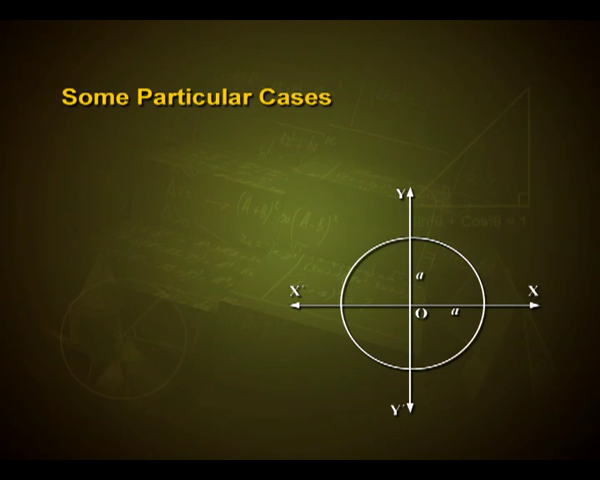 Some Particular Cases
Y
a
X′
X
O
a
Y′